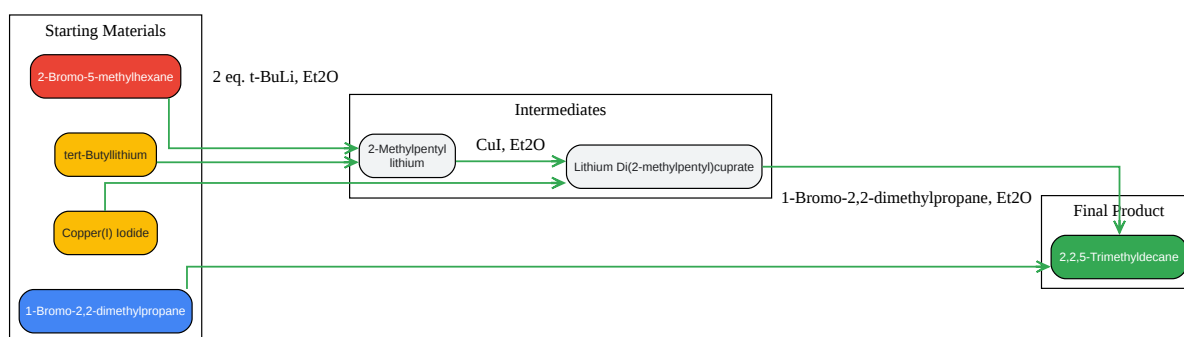 Starting Materials
2-Bromo-5-methylhexane
tert-Butyllithium
Copper(I) Iodide
1-Bromo-2,2-dimethylpropane
2 eq. t-BuLi, Et2O
Intermediates
2-Methylpentyl
lithium
CuI, Et2O
Lithium Di(2-methylpentyl)cuprate
1-Bromo-2,2-dimethylpropane, Et2O
Final Product
2,2,5-Trimethyldecane